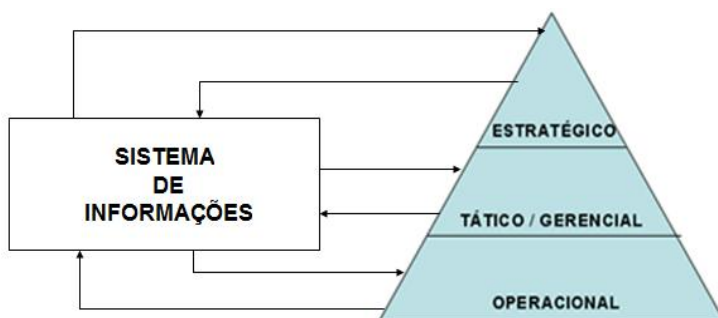 ESTRATÉGICO
SISTEMA
DE
INFORMAÇÕES
TÁTICO / GERENCIAL
OPERACIONAL